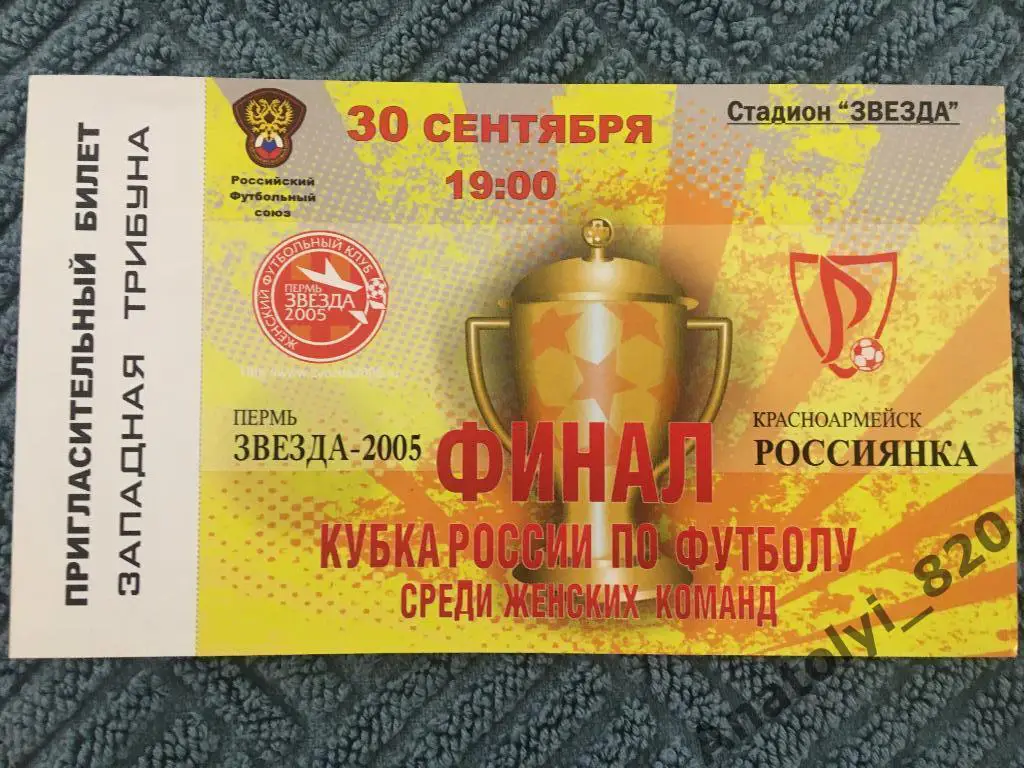 ПРИГЛАСИТЕЛЬНЫЙ БИЛЕТ
ЗАПАДНАЯ ТРИБУНА
Российский
Футбольный
союз
30 СЕНТЯБРЯ
19:00
Стадион "ЗВЕЗДА"
ЖЕНСКИЙ ФУТБОЛЬНЫЙ КЛУБ
ПЕРМЬ
ЗВЕЗДА
2005
ПЕРМЬ
ЗВЕЗДА-2005
КРАСНОАРМЕЙСК
РОССИЯНКА
ФИНАЛ
КУБКА РОССИИ ПО ФУТБОЛУ
СРЕДИ ЖЕНСКИХ КОМАНД
Anatolyi_820